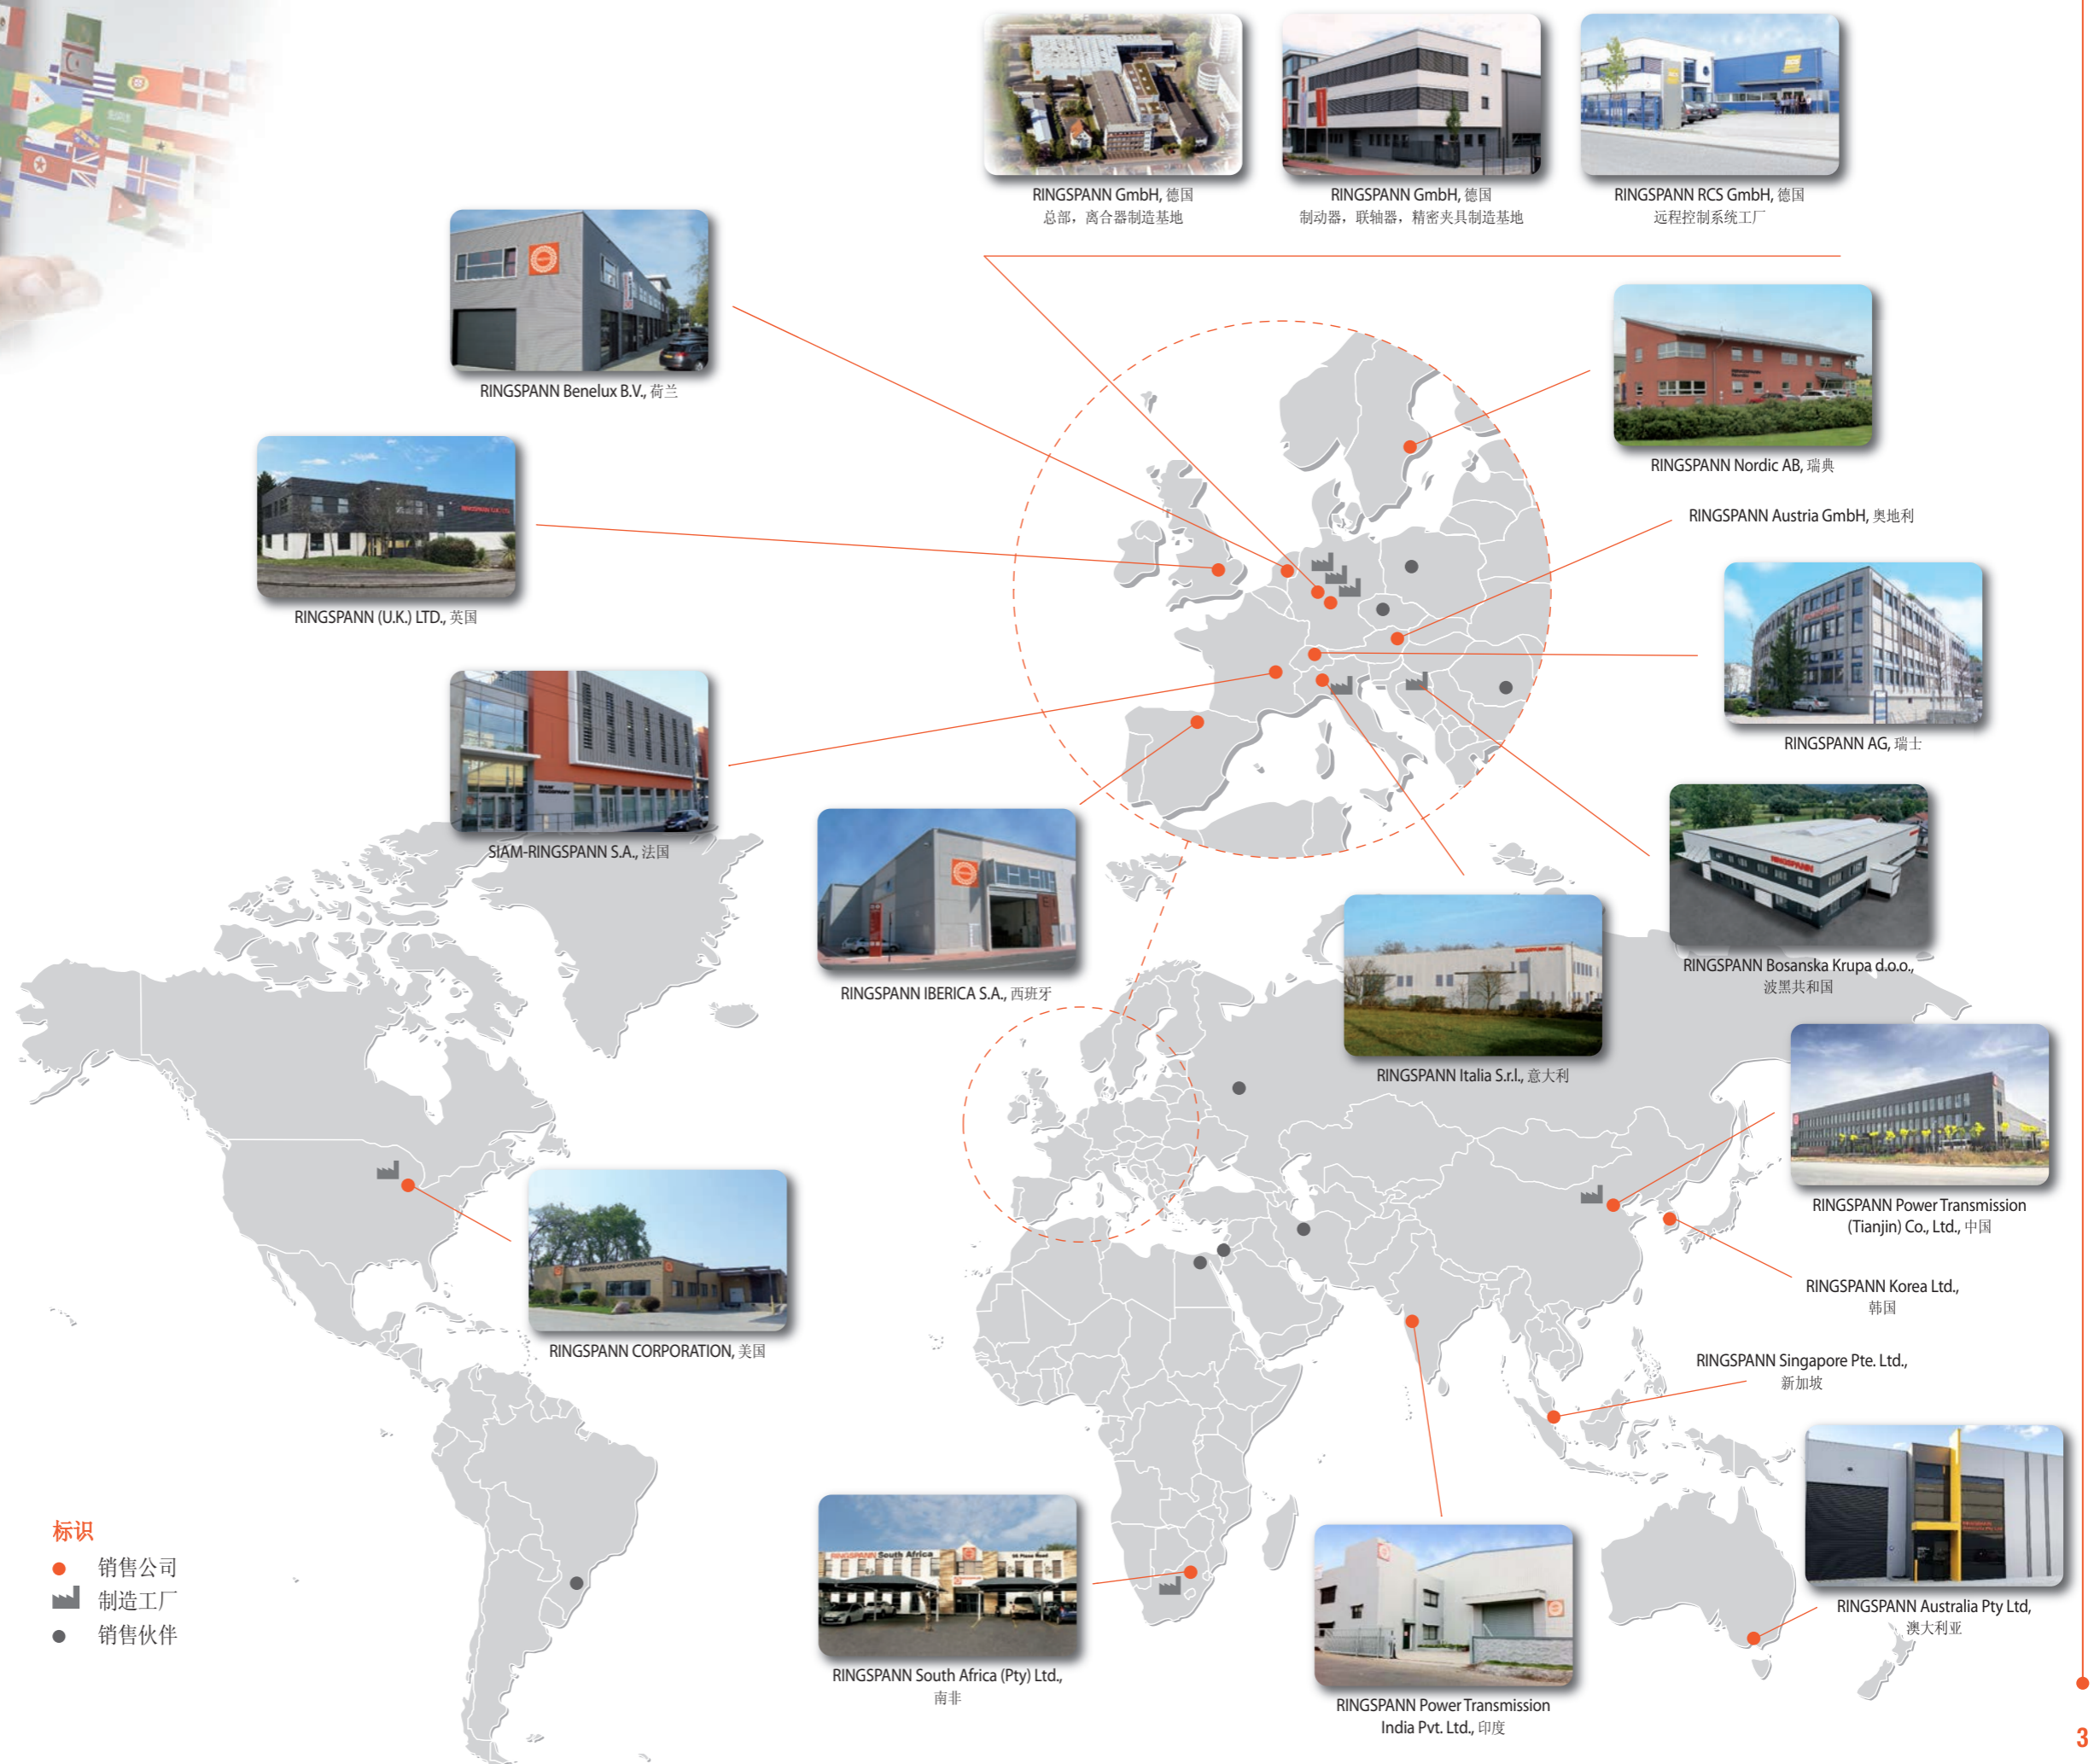 RINGSPANN GmbH, 德国
总部，离合器制造基地
RINGSPANN GmbH, 德国
制动器，联轴器，精密夹具制造基地
RINGSPANN RCS GmbH, 德国
远程控制系统工厂
RINGSPANN Benelux B.V., 荷兰
RINGSPANN Nordic AB, 瑞典
RINGSPANN Austria GmbH, 奥地利
RINGSPANN (U.K.) LTD., 英国
RINGSPANN AG, 瑞士
SIAM-RINGSPANN S.A., 法国
RINGSPANN
RINGSPANN Bosanska Krupa d.o.o.,
波黑共和国
RINGSPANN IBERICA S.A., 西班牙
RINGSPANN Italia S.r.l., 意大利
RINGSPANN Power Transmission
(Tianjin) Co., Ltd., 中国
RINGSPANN Korea Ltd.,
韩国
RINGSPANN CORPORATION
RINGSPANN CORPORATION, 美国
RINGSPANN Singapore Pte. Ltd.,
新加坡
RINGSPANN South Africa
RINGSPANN South Africa (Pty) Ltd.,
南非
RINGSPANN Power Transmission
India Pvt. Ltd., 印度
RINGSPANN Australia Pty Ltd,
澳大利亚
标识
销售公司
制造工厂
销售伙伴
3